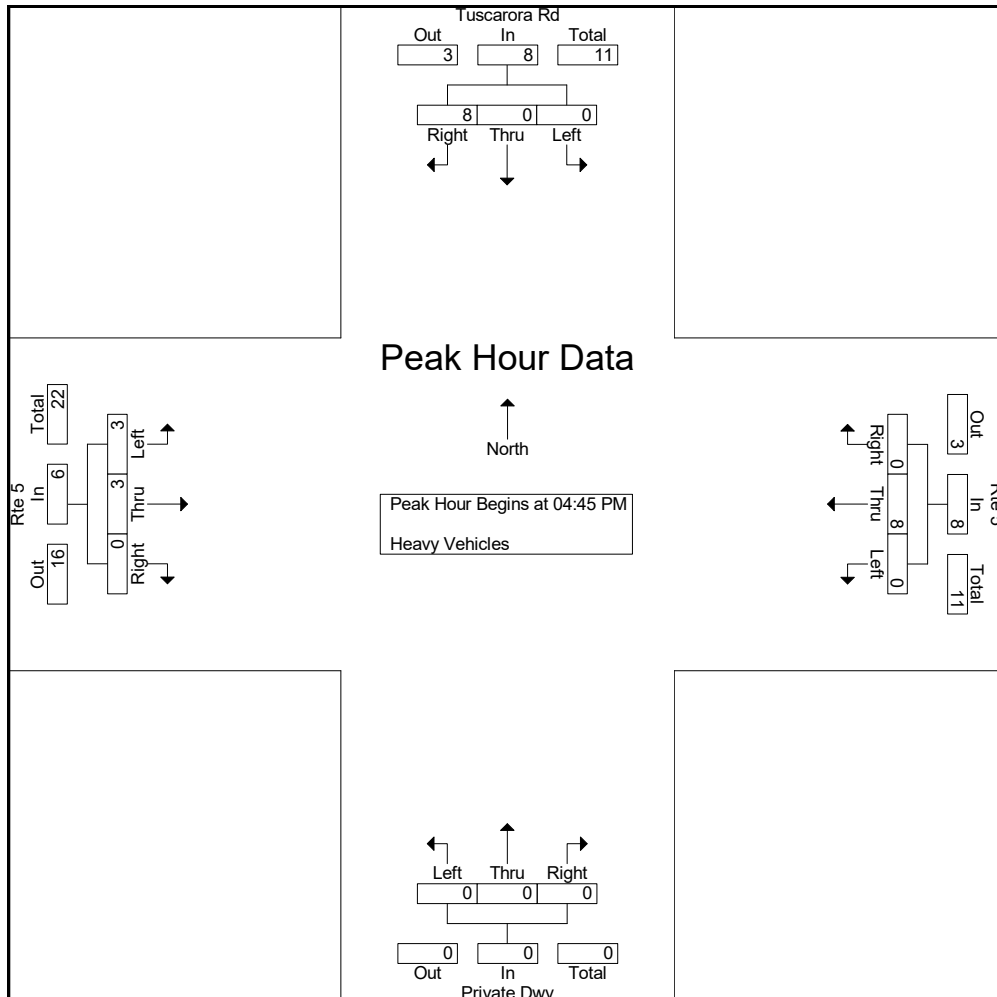 Tuscarora Rd
Out In Total
3 8 11
8 0 0
Right Thru Left
Peak Hour Data
North
Peak Hour Begins at 04:45 PM
Heavy Vehicles
Rte 5
Total In Out
22 6 16
3 3 0
Left Thru Right
Rte 5
Out In Total
3 8 11
0 8 0
Right Thru Left
Left Thru Right
0 0 0
0 0 0
Out In Total
Private Dwy